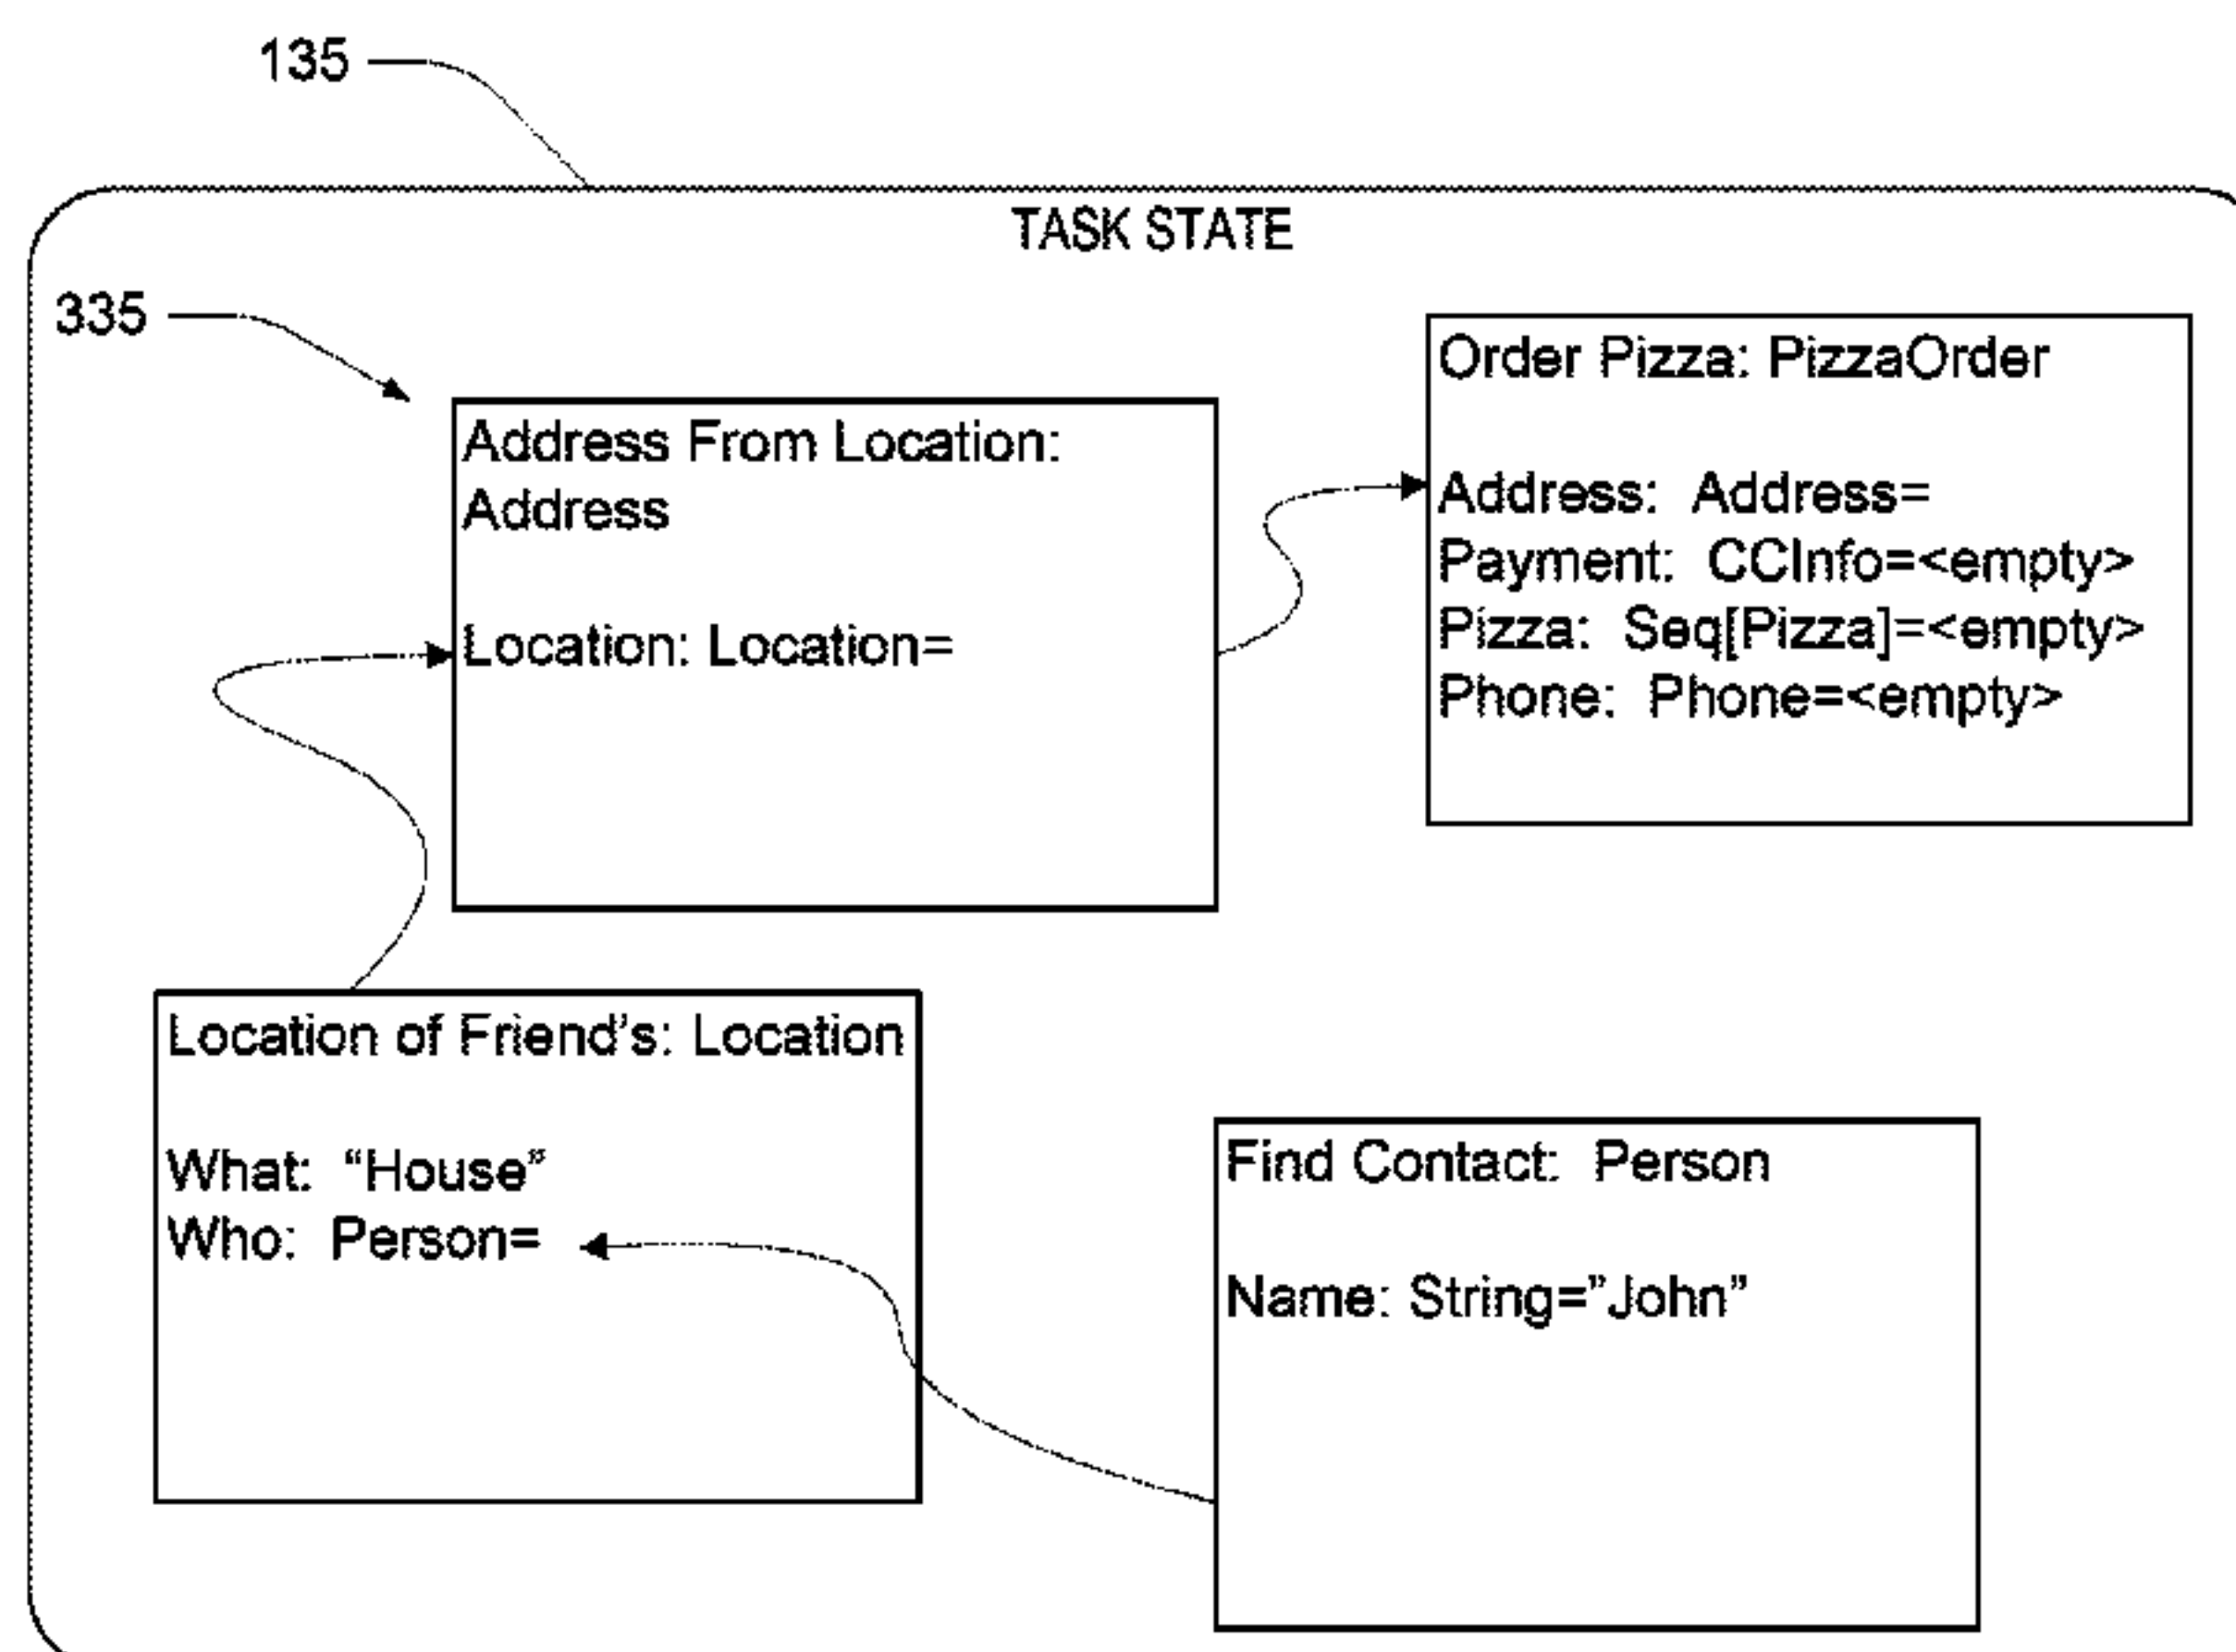 135
TASK STATE
335
Address From Location:
Address
Location: Location=
Order Pizza: PizzaOrder
Address: Address=
Payment: CCInfo=<empty>
Pizza: Seq[Pizza]=<empty>
Phone: Phone=<empty>
Location of Friend's: Location
What: “House”
Who: Person=
Find Contact: Person
Name: String=”John”